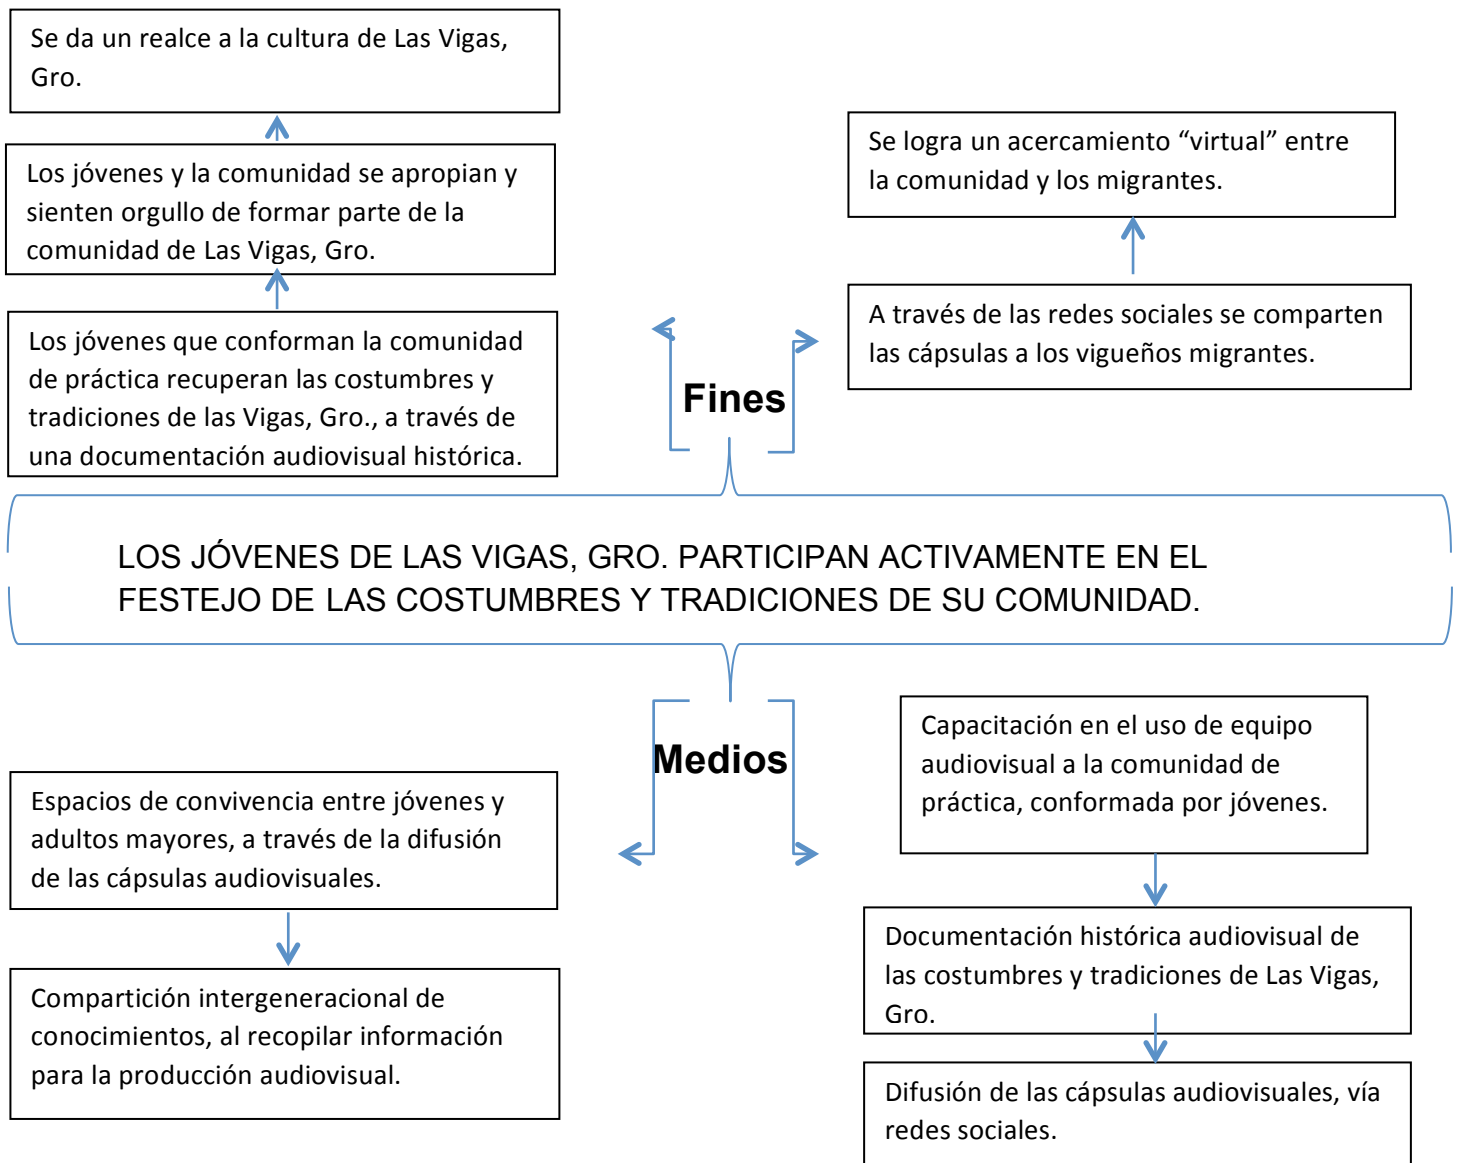 Se da un realce a la cultura de Las Vigas,
Gro.
Los jóvenes y la comunidad se apropian y
sienten orgullo de formar parte de la
comunidad de Las Vigas, Gro.
Los jóvenes que conforman la comunidad
de práctica recuperan las costumbres y
tradiciones de las Vigas, Gro., a través de
una documentación audiovisual histórica.
Se logra un acercamiento “virtual” entre
la comunidad y los migrantes.
A través de las redes sociales se comparten
las cápsulas a los vigueños migrantes.
Fines
LOS JÓVENES DE LAS VIGAS, GRO. PARTICIPAN ACTIVAMENTE EN EL
FESTEJO DE LAS COSTUMBRES Y TRADICIONES DE SU COMUNIDAD.
Medios
Espacios de convivencia entre jóvenes y
adultos mayores, a través de la difusión
de las cápsulas audiovisuales.
Compartición intergeneracional de
conocimientos, al recopilar información
para la producción audiovisual.
Capacitación en el uso de equipo
audiovisual a la comunidad de
práctica, conformada por jóvenes.
Documentación histórica audiovisual de
las costumbres y tradiciones de Las Vigas,
Gro.
Difusión de las cápsulas audiovisuales, vía
redes sociales.